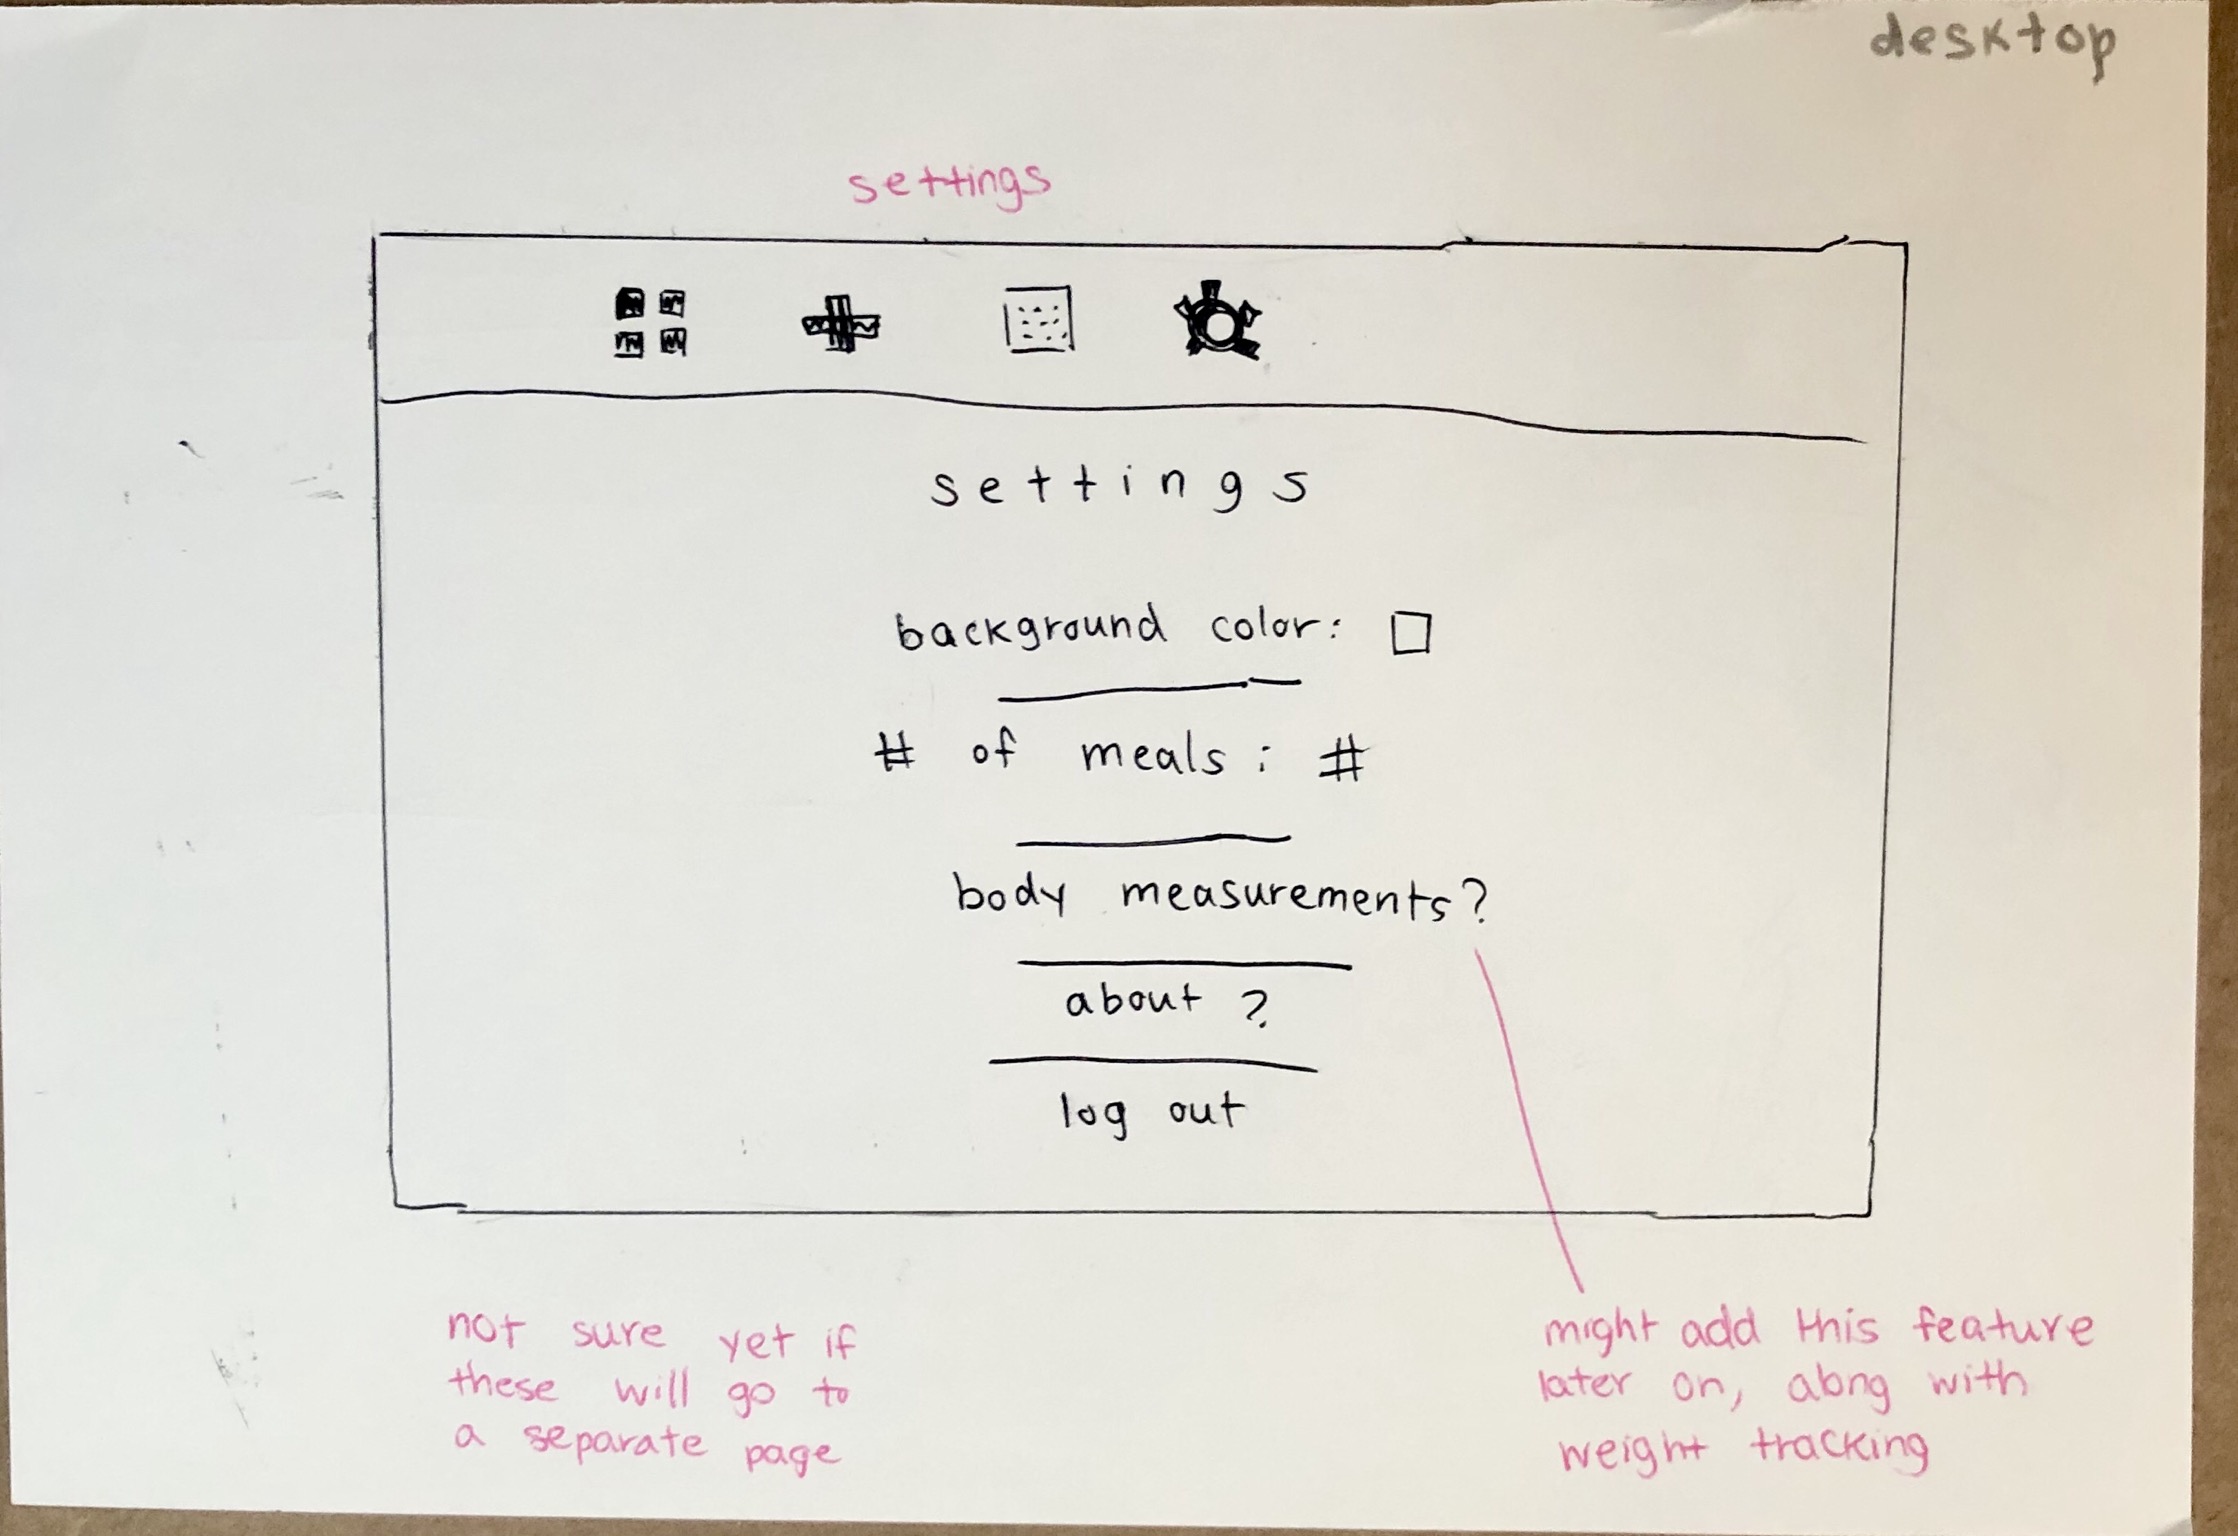 desktop
settings
settings
background color:
# of meals: #
body measurements?
about ?
log out
not sure yet if
these will go to
a separate page
might add this feature
later on, along with
weight tracking